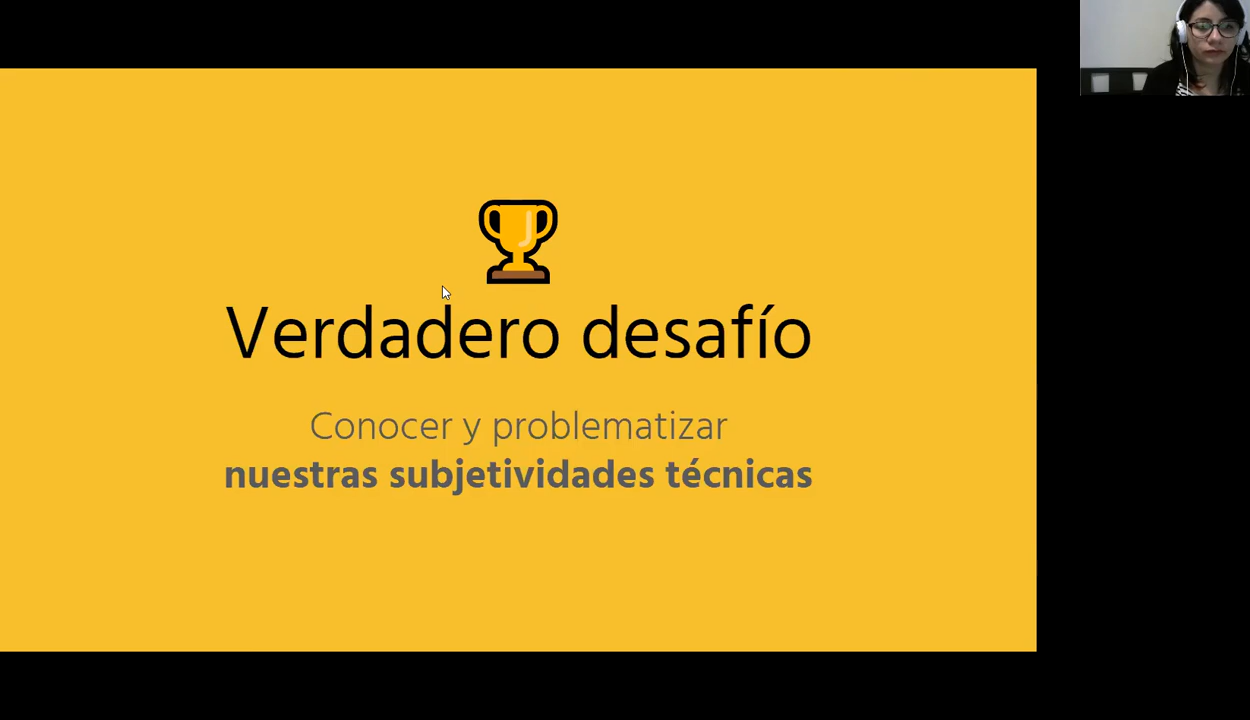 Verdadero desafío
Conocer y problematizar
nuestras subjetividades técnicas